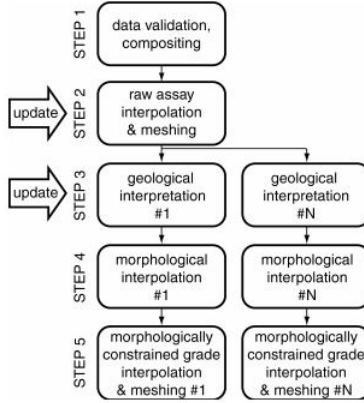 STEP 1
data validation,
compositing
STEP 2
update
raw assay
interpolation
& meshing
STEP 3
update
geological
interpretation
#1
geological
interpretation
#N
STEP 4
morphological
interpolation
#1
morphological
interpolation
#N
STEP 5
morphologically
constrained grade
interpolation
& meshing #1
morphologically
constrained grade
interpolation
& meshing #N